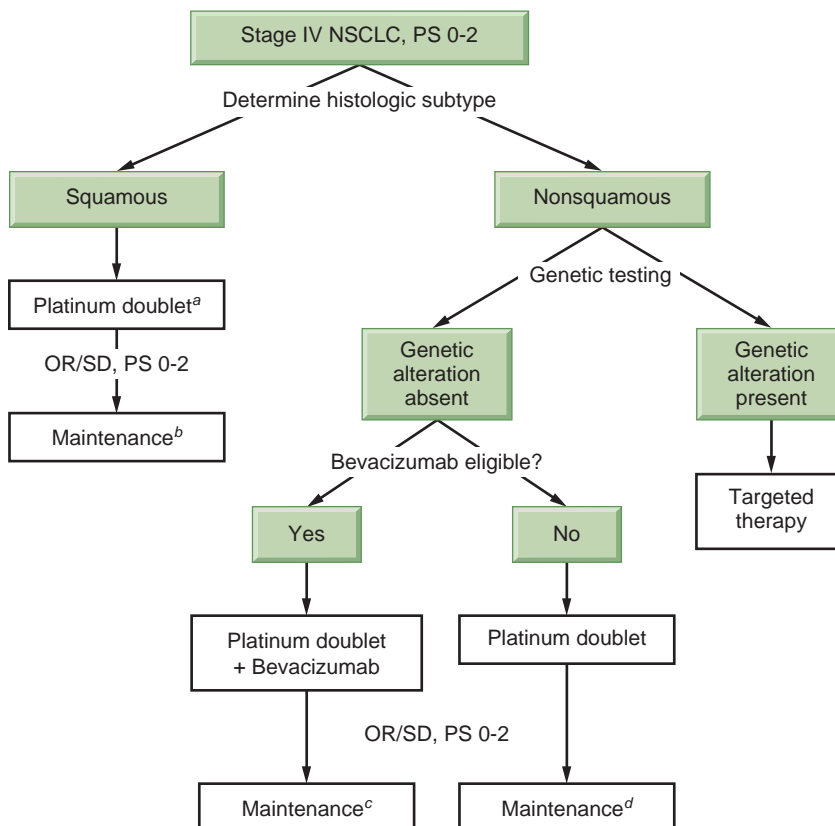 Stage IV NSCLC, PS 0-2
Determine histologic subtype
Squamous
Nonsquamous
Platinum doublet^a
Genetic testing
OR/SD, PS 0-2
Genetic
alteration
absent
Genetic
alteration
present
Maintenance^b
Bevacizumab eligible?
Targeted
therapy
Yes
No
Platinum doublet
+ Bevacizumab
Platinum doublet
OR/SD, PS 0-2
Maintenance^c
Maintenance^d